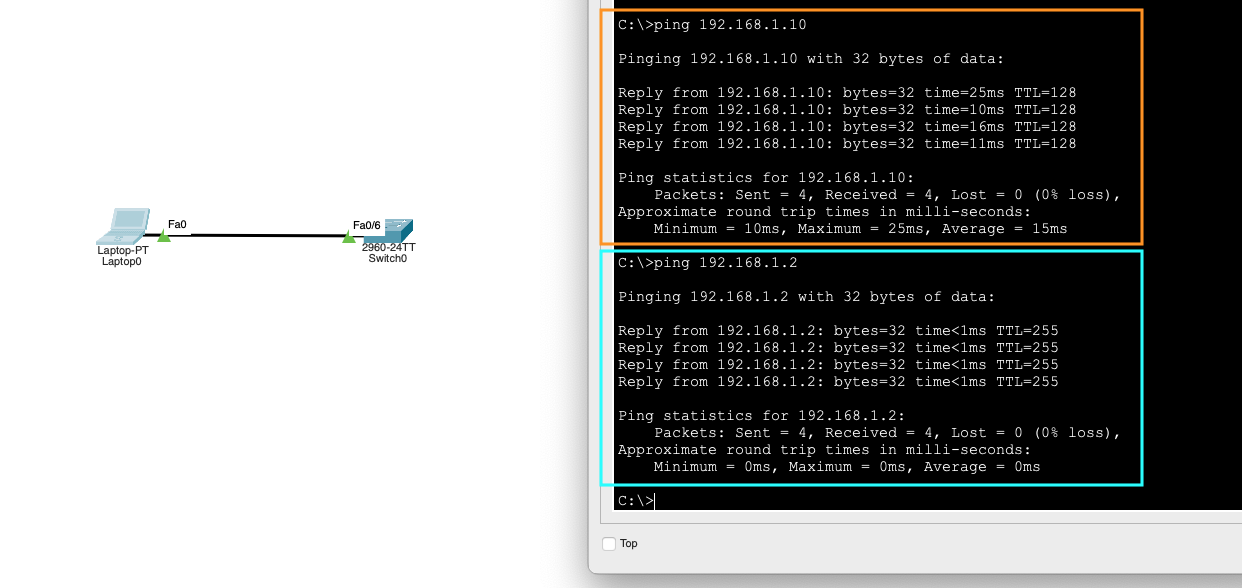 Fa0
Laptop-PT
Laptop0
Fa0/6
2960-24TT
Switch0
C:\>ping 192.168.1.10
Pinging 192.168.1.10 with 32 bytes of data:
Reply from 192.168.1.10: bytes=32 time=25ms TTL=128
Reply from 192.168.1.10: bytes=32 time=10ms TTL=128
Reply from 192.168.1.10: bytes=32 time=16ms TTL=128
Reply from 192.168.1.10: bytes=32 time=11ms TTL=128
Ping statistics for 192.168.1.10:
    Packets: Sent = 4, Received = 4, Lost = 0 (0% loss),
Approximate round trip times in milli-seconds:
    Minimum = 10ms, Maximum = 25ms, Average = 15ms
C:\>ping 192.168.1.2
Pinging 192.168.1.2 with 32 bytes of data:
Reply from 192.168.1.2: bytes=32 time<1ms TTL=255
Reply from 192.168.1.2: bytes=32 time<1ms TTL=255
Reply from 192.168.1.2: bytes=32 time<1ms TTL=255
Reply from 192.168.1.2: bytes=32 time<1ms TTL=255
Ping statistics for 192.168.1.2:
    Packets: Sent = 4, Received = 4, Lost = 0 (0% loss),
Approximate round trip times in milli-seconds:
    Minimum = 0ms, Maximum = 0ms, Average = 0ms
C:\>
Top